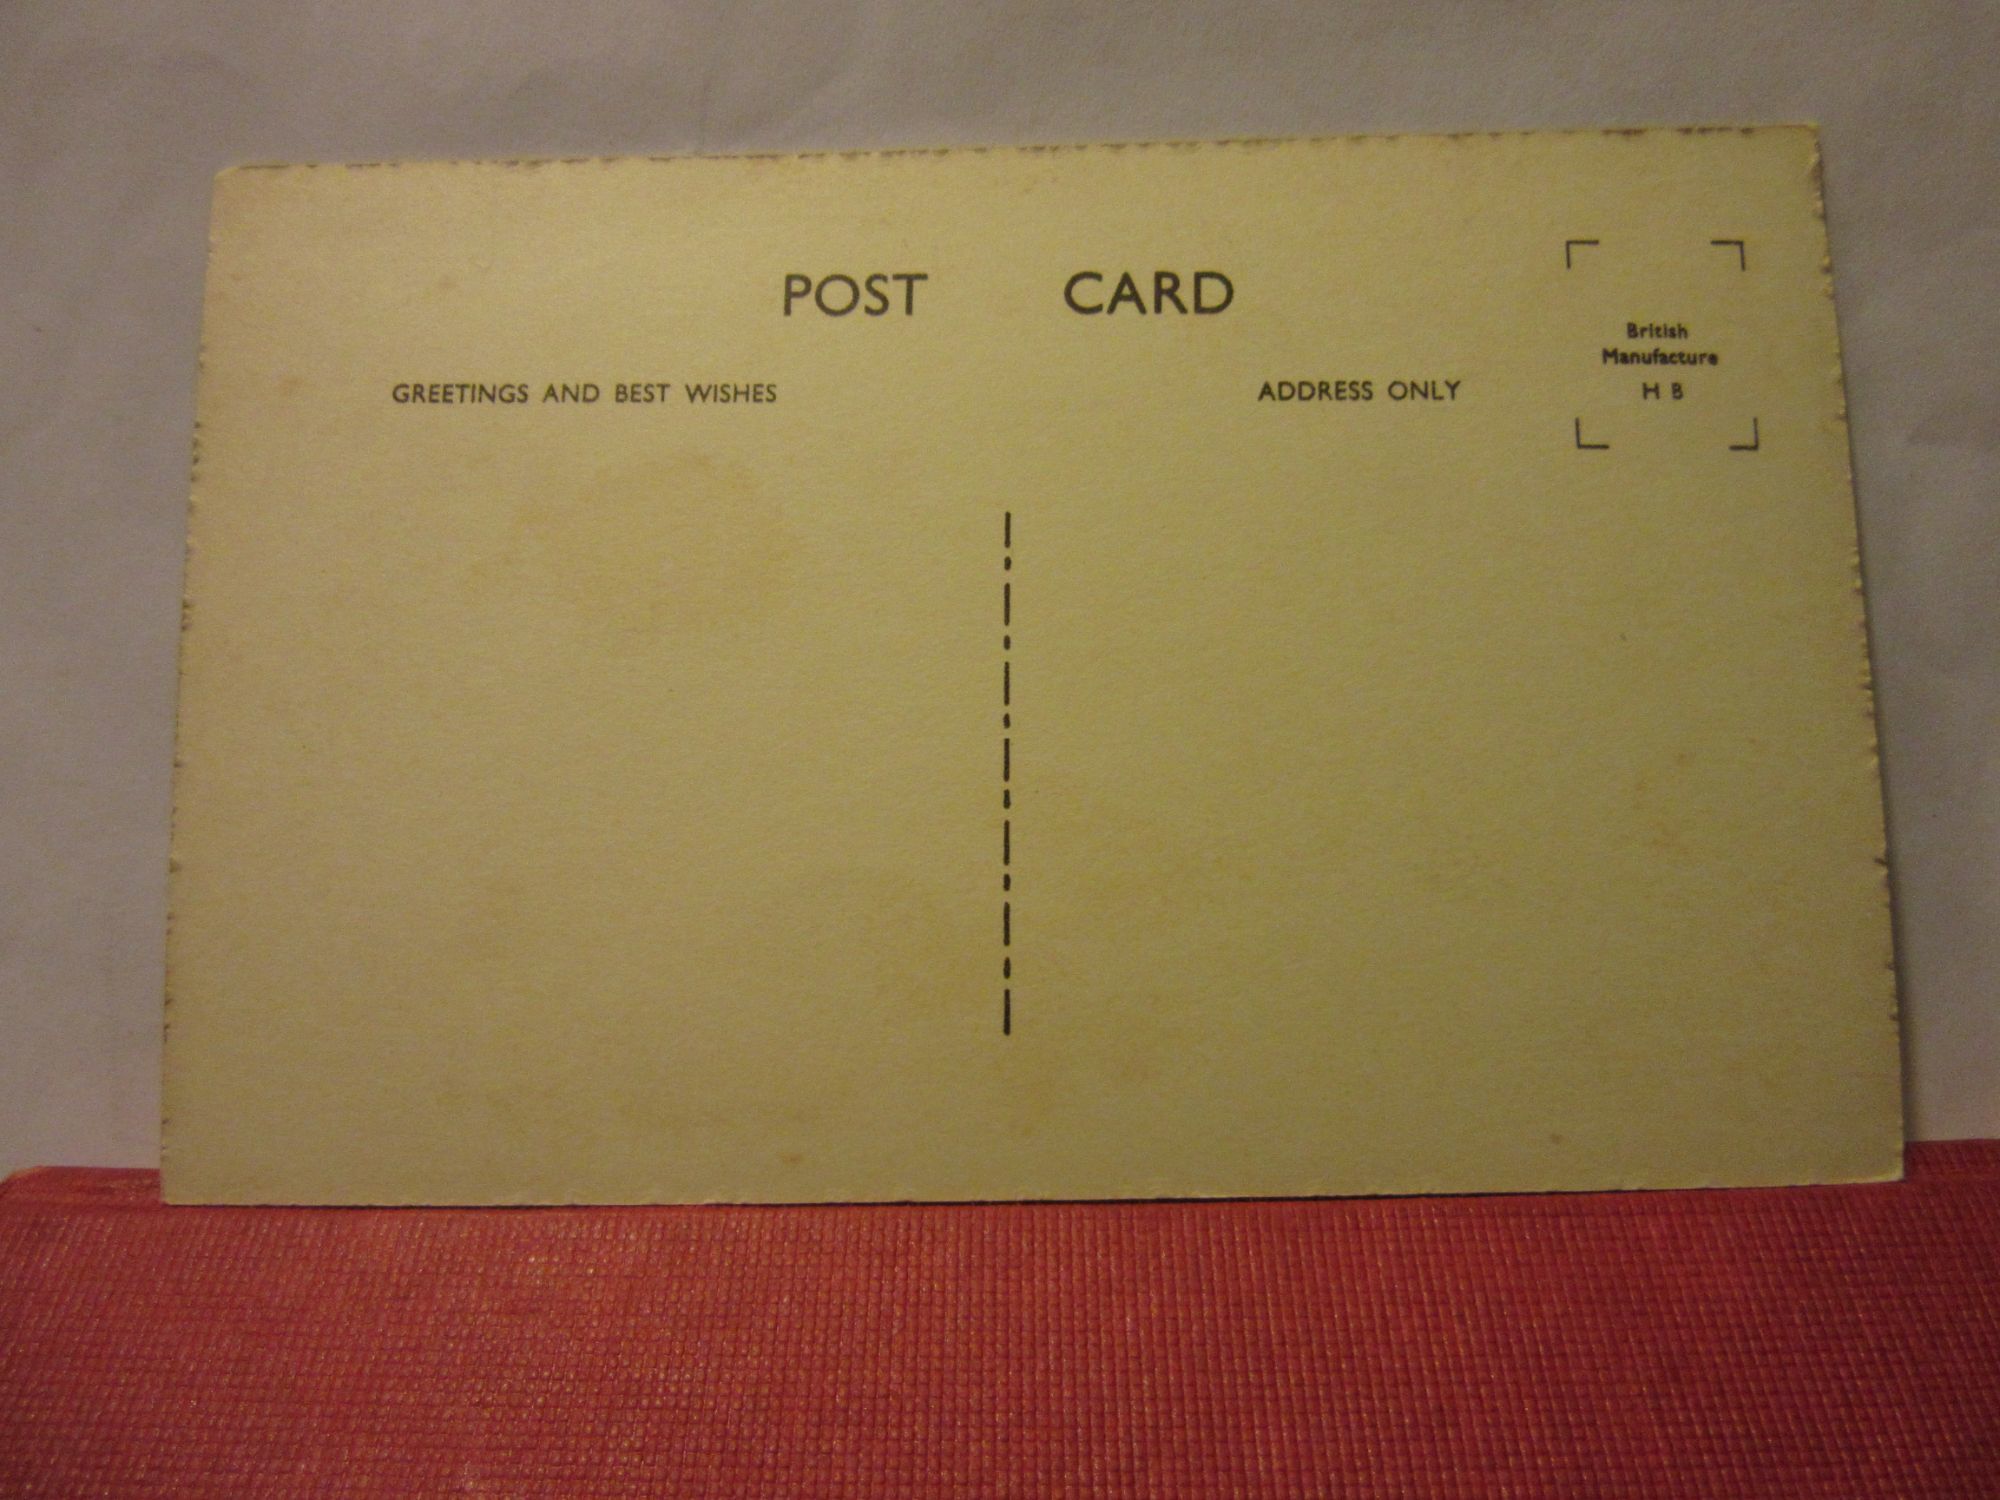 POST CARD
GREETINGS AND BEST WISHES
ADDRESS ONLY
British
Manufacture
H B